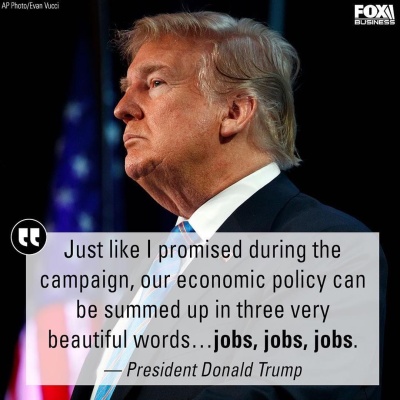 AP Photo/Evan Vucci
FOX
BUSINESS
Just like I promised during the
campaign, our economic policy can
be summed up in three very
beautiful words…jobs, jobs, jobs.
— President Donald Trump